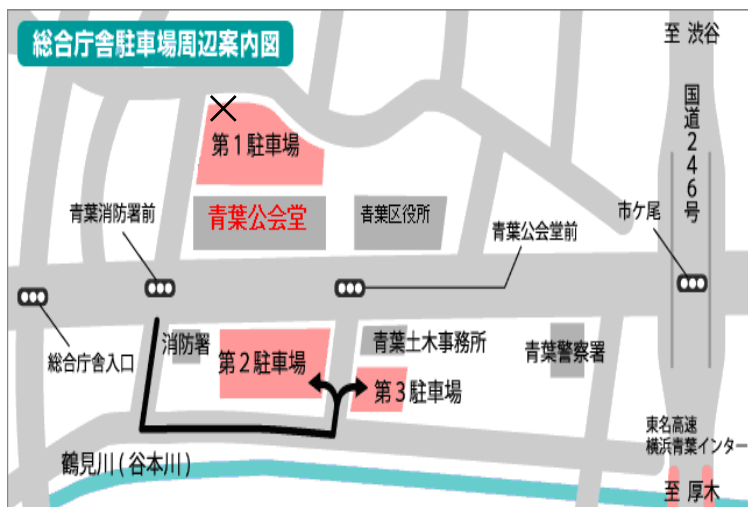 総合庁舎駐車場周辺案内図
至 渋谷
国道246号
第1駐車場
青葉消防署前
青葉公会堂
青葉区役所
青葉公会堂前
市ケ尾
総合庁舎入口
消防署
第2駐車場
青葉土木事務所
第3駐車場
青葉警察署
東名高速
横浜青葉インター
鶴見川(谷本川)
至 厚木